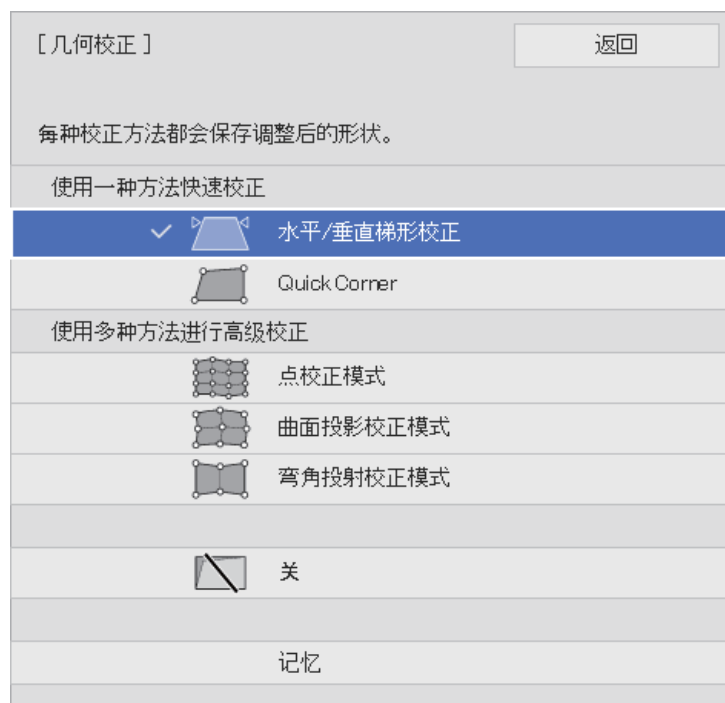 [几何校正]
返回
每种校正方法都会保存调整后的形状。
使用一种方法快速校正
水平/垂直梯形校正
Quick Corner
使用多种方法进行高级校正
点校正模式
曲面投影校正模式
弯角投射校正模式
关
记忆